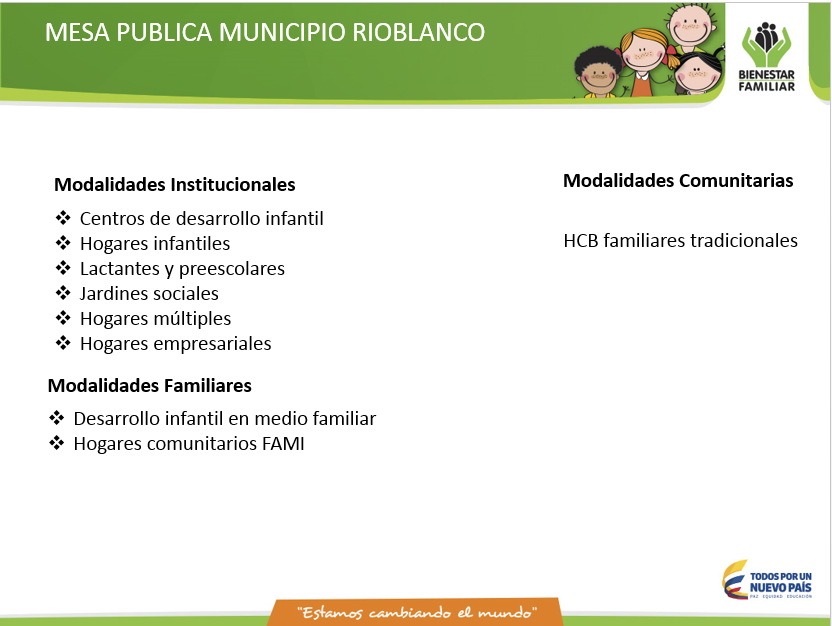 MESA PUBLICA MUNICIPIO RIOBLANCO
BIENESTAR
FAMILIAR
Modalidades Institucionales
Centros de desarrollo infantil
Hogares infantiles
Lactantes y preescolares
Jardines sociales
Hogares múltiples
Hogares empresariales
Modalidades Familiares
Desarrollo infantil en medio familiar
Hogares comunitarios FAMI
Modalidades Comunitarias
HCB familiares tradicionales
TODOS POR UN
NUEVO PAÍS
PAZ EQUIDAD EDUCACIÓN
"Estamos cambiando el mundo"